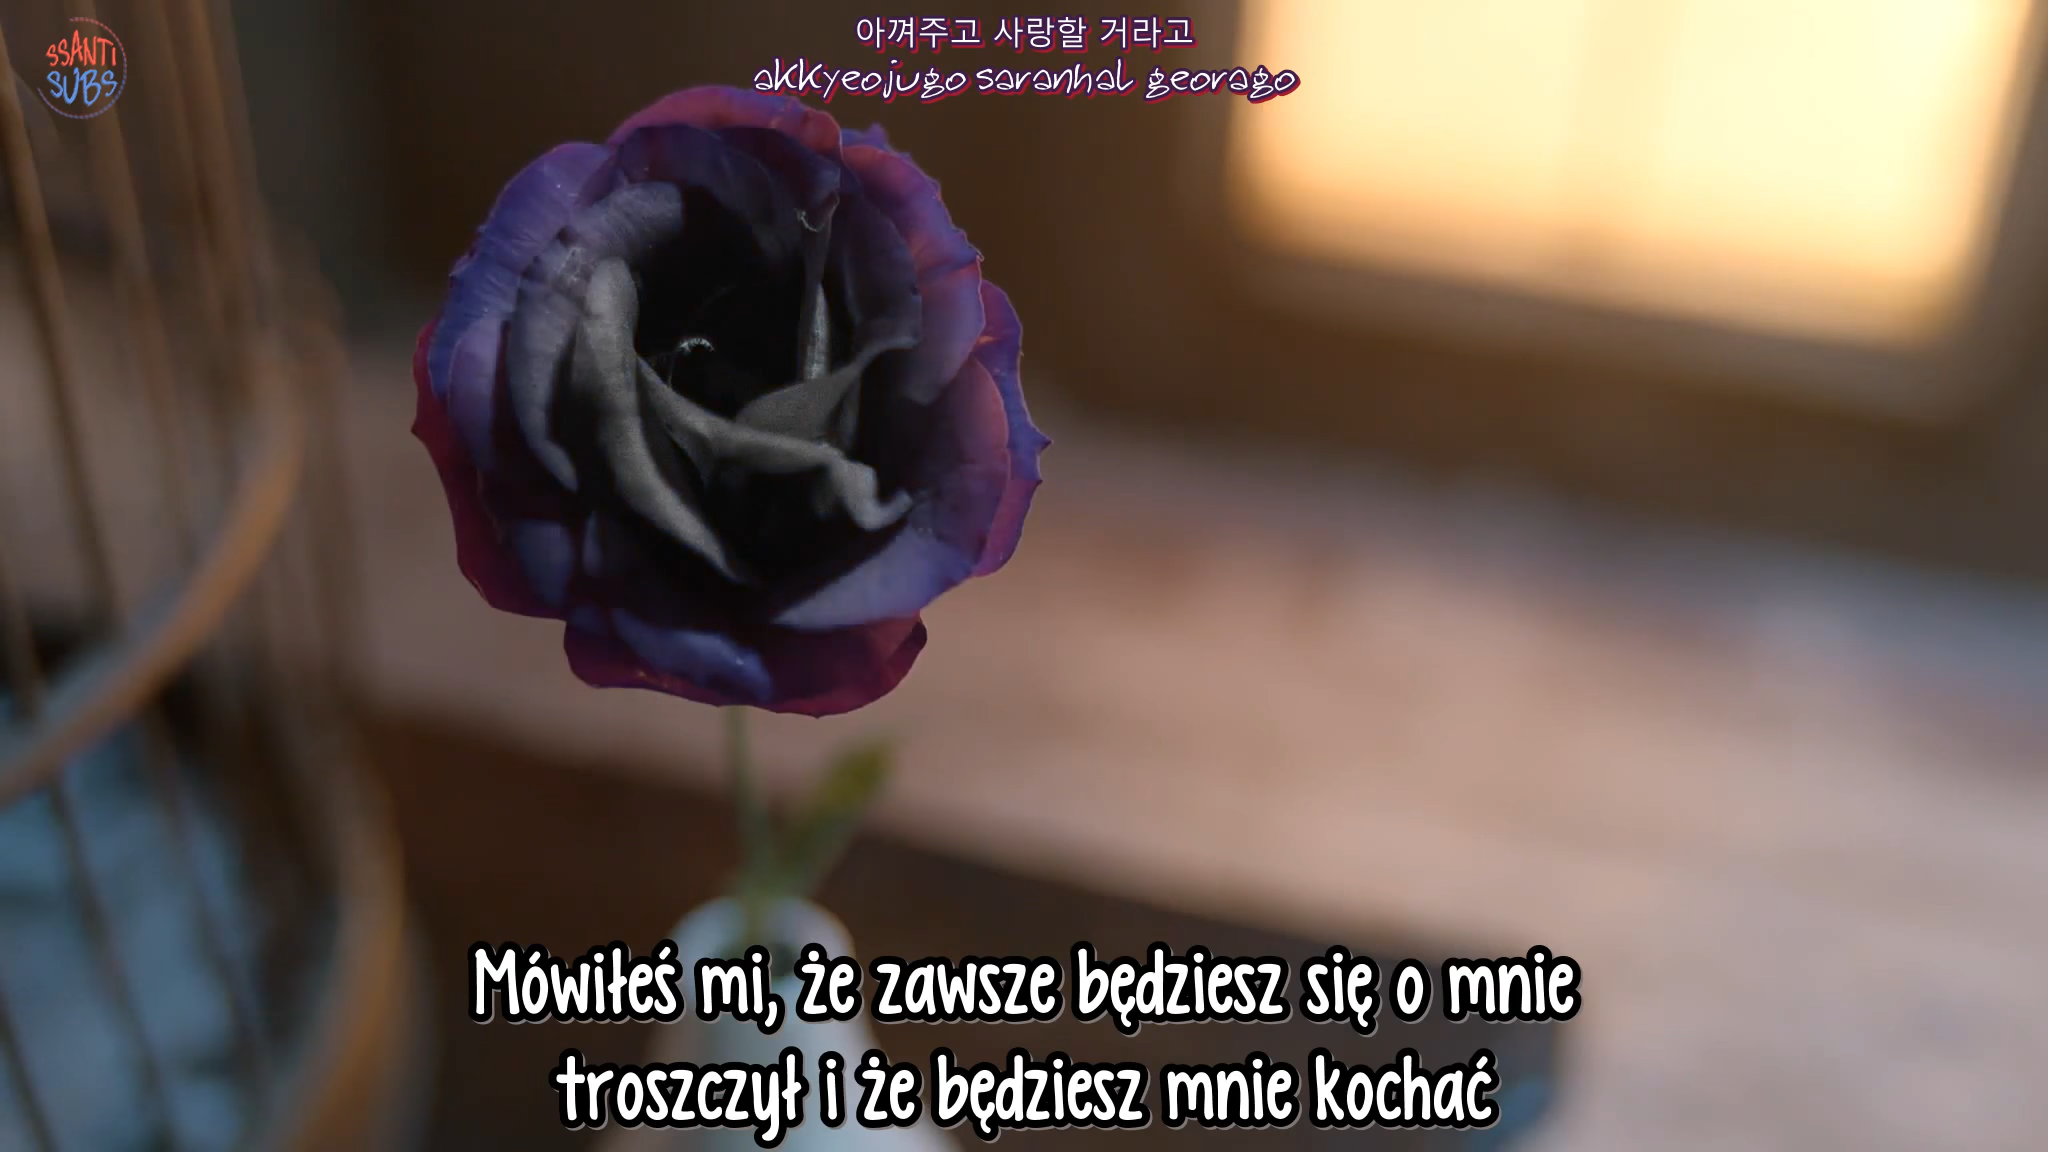 아껴주고 사랑할 거라고
akkyeojugo saranhal georago
SSANTI
SUBS
Mówiłeś mi, że zawsze będziesz się o mnie
troszczył i że będziesz mnie kochać